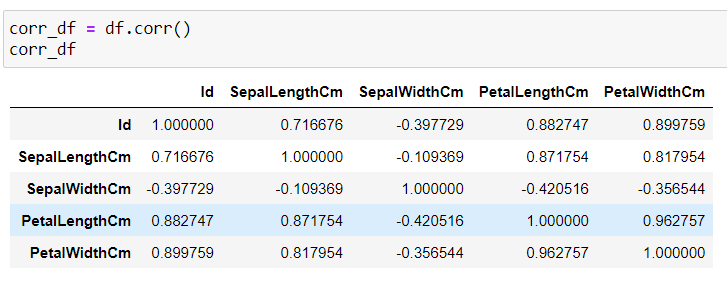 corr_df = df.corr()
corr_df
Id SepalLengthCm SepalWidthCm PetalLengthCm PetalWidthCm
Id 1.000000 0.716676 -0.397729 0.882747 0.899759
SepalLengthCm 0.716676 1.000000 -0.109369 0.871754 0.817954
SepalWidthCm -0.397729 -0.109369 1.000000 -0.420516 -0.356544
PetalLengthCm 0.882747 0.871754 -0.420516 1.000000 0.962757
PetalWidthCm 0.899759 0.817954 -0.356544 0.962757 1.000000